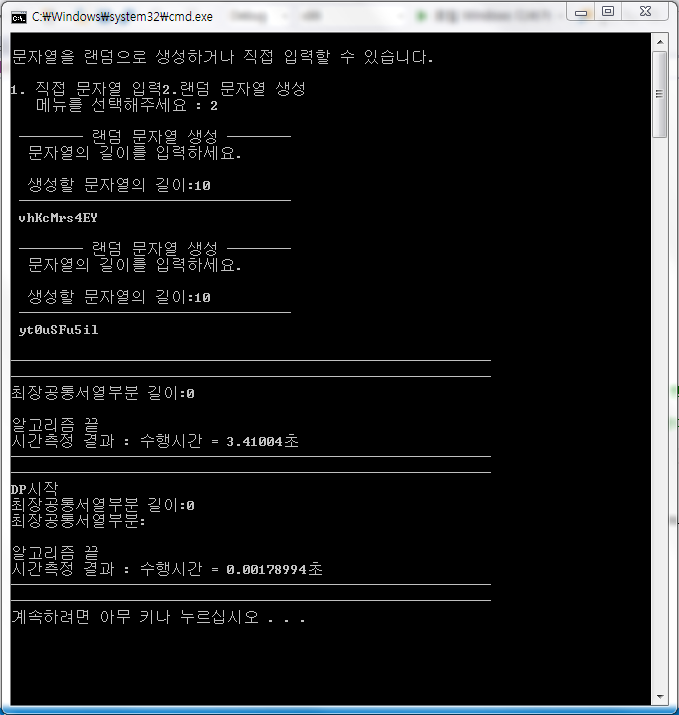 C:\Windows\system32\cmd.exe
문자열을 랜덤으로 생성하거나 직접 입력할 수 있습니다.
1. 직접 문자열 입력2.랜덤 문자열 생성
메뉴를 선택해주세요 : 2
랜덤 문자열 생성
문자열의 길이를 입력하세요.
생성할 문자열의 길이:10
vhKcMrs4EY
랜덤 문자열 생성
문자열의 길이를 입력하세요.
생성할 문자열의 길이:10
yt0uSFu5il
최장공통서열부분 길이:0
알고리즘 끝
시간측정 결과 : 수행시간 = 3.41004초
DP시작
최장공통서열부분 길이:0
최장공통서열부분:
알고리즘 끝
시간측정 결과 : 수행시간 = 0.00178994초
계속하려면 아무 키나 누르십시오 . . .